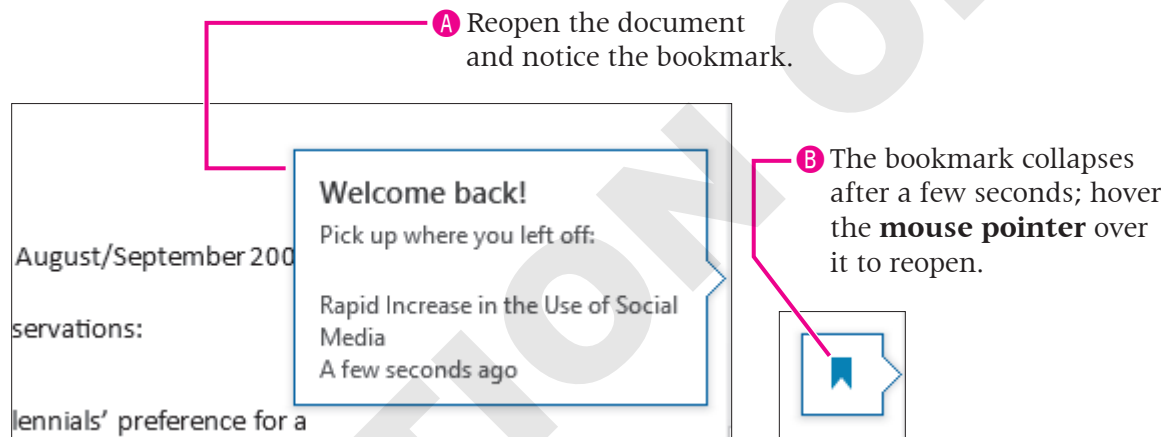 A Reopen the document
and notice the bookmark.
Welcome back!
Pick up where you left off:
August/September 200
Rapid Increase in the Use of Social
Media
servations:
A few seconds ago
lennials’ preference for a
B The bookmark collapses
after a few seconds; hover
the mouse pointer over
it to reopen.
TION O